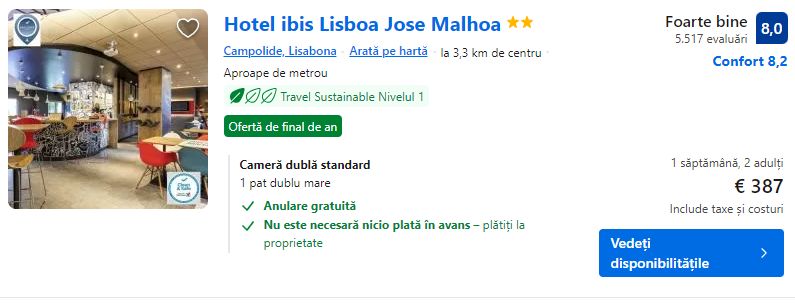 Hotel ibis Lisboa Jose Malhoa
Foarte bine
5.517 evaluări
8,0
Campolide, Lisabona · Arată pe hartă · la 3,3 km de centru ·
Aproape de metrou
Confort 8,2
Travel Sustainable Nivelul 1
Ofertă de final de an
Cameră dublă standard
1 pat dublu mare
Anulare gratuită
Nu este necesară nicio plată în avans – plătiți la
proprietate
1 săptămână, 2 adulți
€ 387
Include taxe și costuri
Vedeți
disponibilitățile